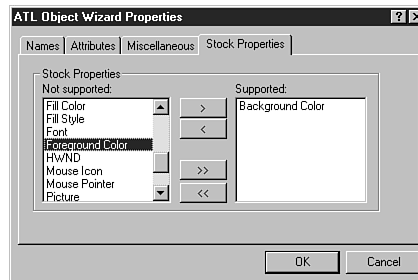 ATL Object Wizard Properties
Names
Attributes
Miscellaneous
Stock Properties
Stock Properties
Not supported:
Supported:
Fill Color
Fill Style
Font
Foreground Color
HWND
Mouse Icon
Mouse Pointer
Picture
>
<
>>
<<
Background Color
OK
Cancel